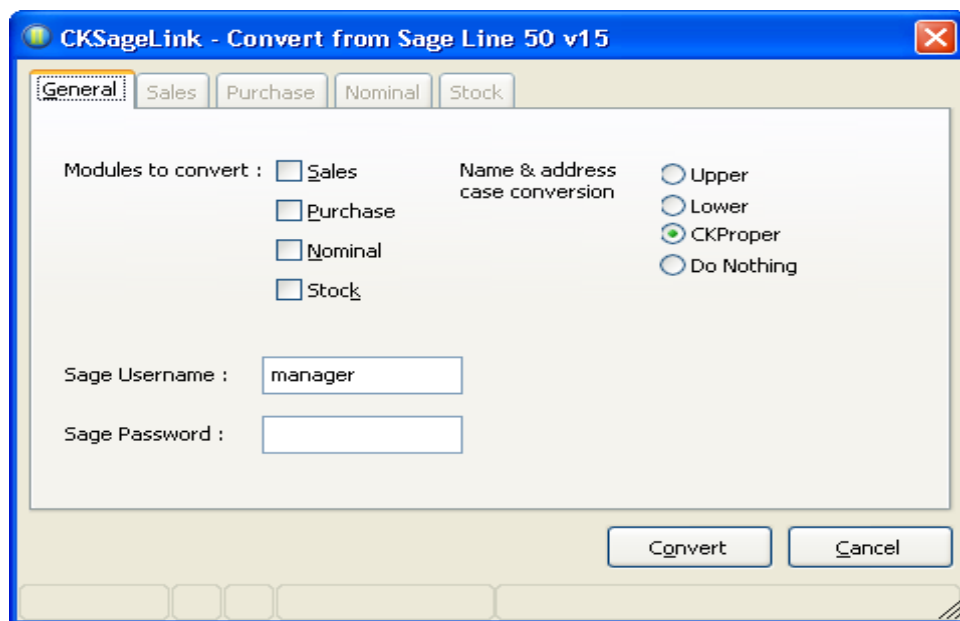 CKSageLink - Convert from Sage Line 50 v15
General Sales Purchase Nominal Stock
Modules to convert : Sales Name & address Upper
Purchase case conversion Lower
Nominal CKProper
Stock Do Nothing
Sage Username : manager
Sage Password :
Convert Cancel